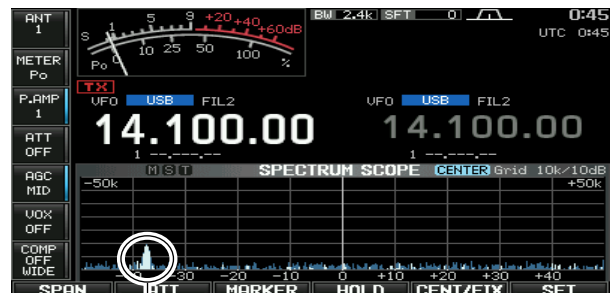 ANT
1
BW 2.4k SFT 0
0:45
UTC 0:45
S 1 5 9 +20 +40 +60dB
Po 10 25 50 100 %
METER
Po
TX
P.AMP
1
VFO USB FIL2
VFO USB FIL2
14.100.00
14.100.00
1 --.---.--
1 --.---.--
ATT
OFF
AGC
MID
M S T SPECTRUM SCOPE CENTER Grid 10k/10dB
-50k
+50k
VOX
OFF
COMP
OFF
WIDE
-30 -20 -10 0 +10 +20 +30 +40
SPAN ATT MARKER HOLD CENT/FIX SET